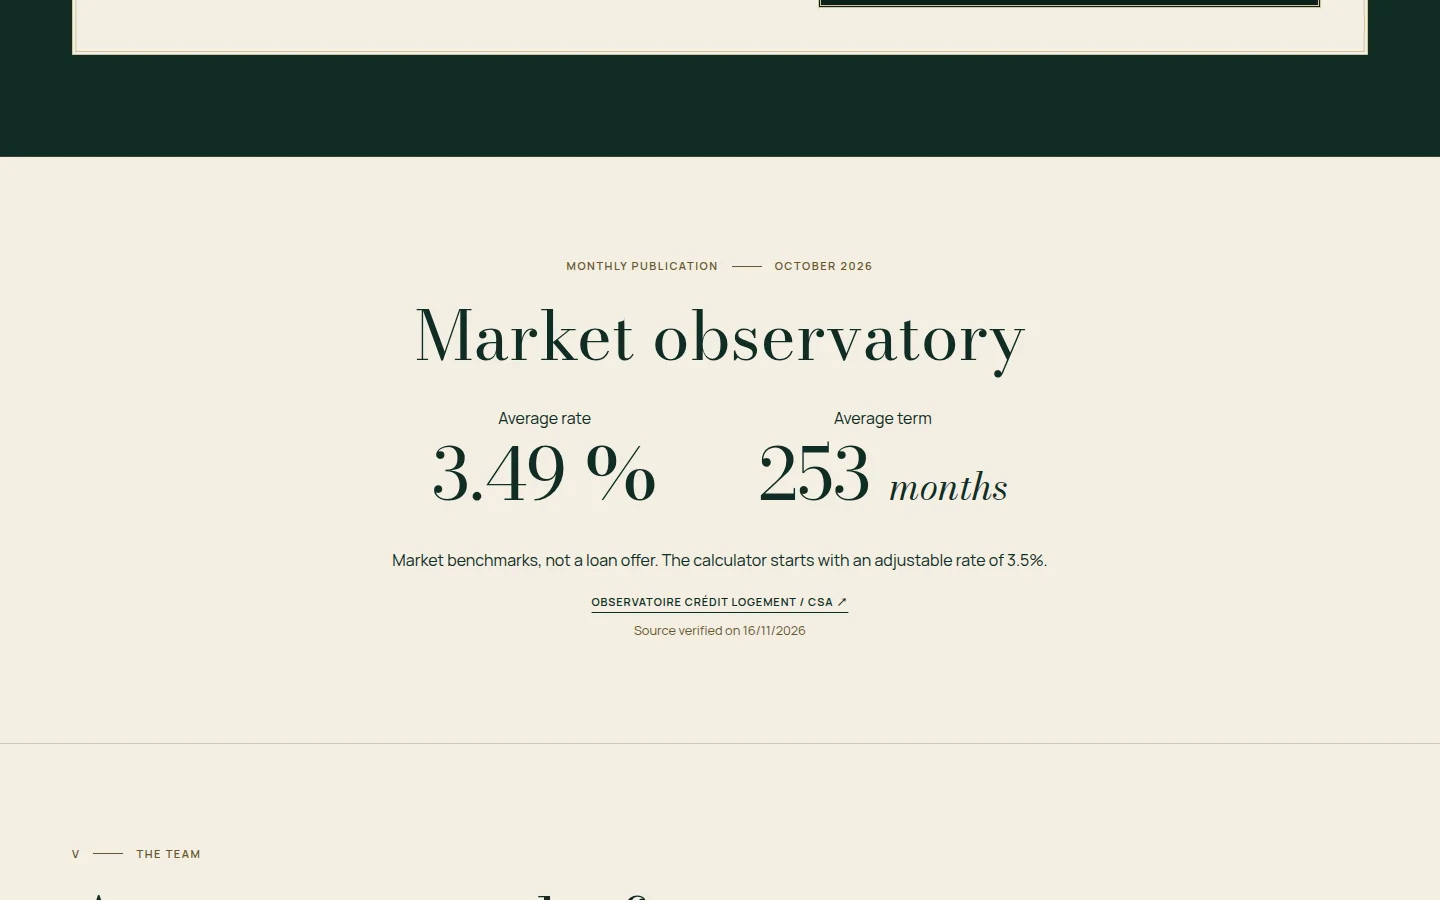 MONTHLY PUBLICATION — OCTOBER 2026
Market observatory
Average rate
3.49 %
Average term
253 months
Market benchmarks, not a loan offer. The calculator starts with an adjustable rate of 3.5%.
OBSERVATOIRE CRÉDIT LOGEMENT / CSA ↗
Source verified on 16/11/2026
V — THE TEAM